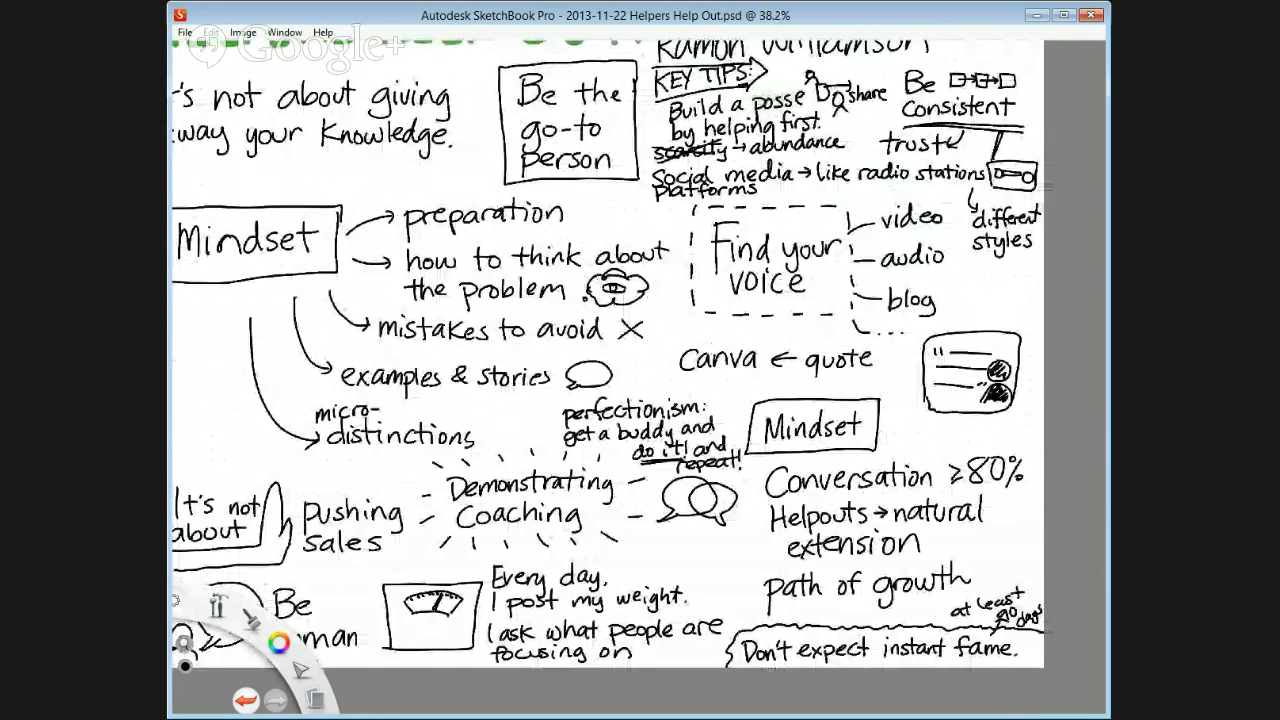 Autodesk SketchBook Pro - 2013-11-22 Helpers Help Out.psd @ 38.2%
File Edit Image Window Help
Google+
Ramon Williamson
's not about giving
way your Knowledge.
Be the
go-to
person
KEY TIPS:
Build a posse
by helping first.
share
scarcity → abundance
Social media → like radio stations
platforms
Be
Consistent
trust
different
styles
Mindset
preparation
how to think about
the problem
mistakes to avoid X
examples & stories
micro-
distinctions
Find your
voice
video
audio
blog
...
Canva ← quote
"
perfectionism:
get a buddy and
do it! and
repeat!
Mindset
It's not
about
pushing
sales
Demonstrating
Coaching
Conversation ≥80%
Helpouts → natural
extension
path of growth
at least
90 days
Don't expect instant fame.
Be
man
Every day,
I post my weight.
I ask what people are
focusing on